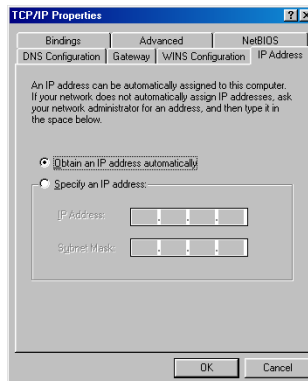 TCP/IP Properties
Bindings Advanced NetBIOS
DNS Configuration Gateway WINS Configuration IP Address
An IP address can be automatically assigned to this computer.
If your network does not automatically assign IP addresses, ask
your network administrator for an address, and then type it in
the space below.
Obtain an IP address automatically
Specify an IP address:
IP Address:
Subnet Mask:
OK Cancel